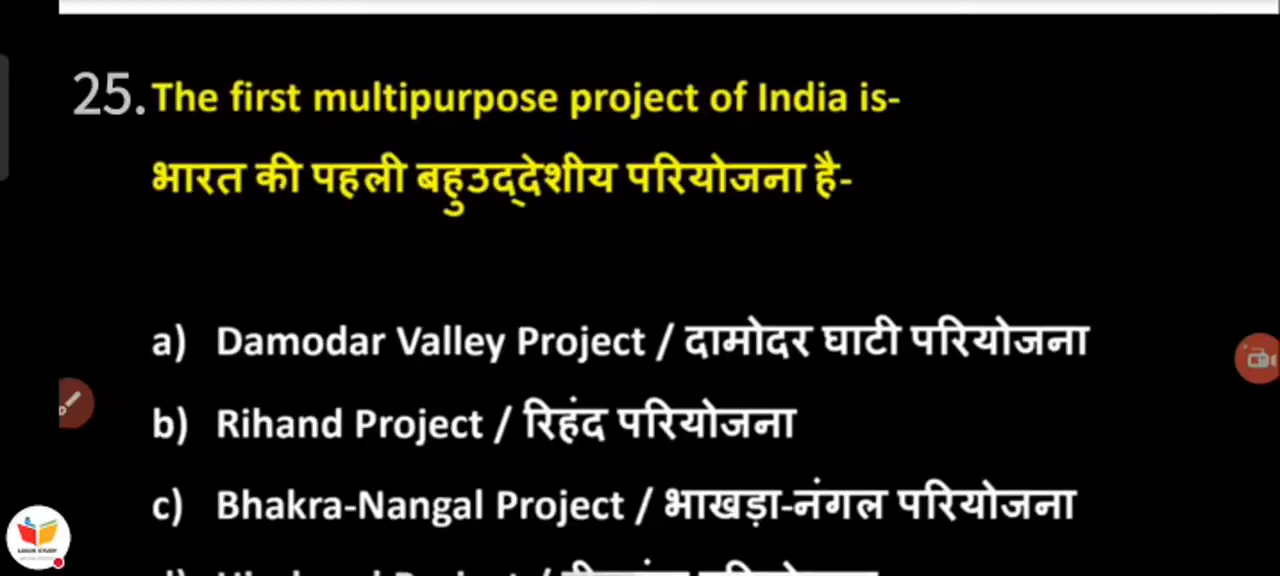 25. The first multipurpose project of India is-
भारत की पहली बहुउद्देशीय परियोजना है-
a) Damodar Valley Project / दामोदर घाटी परियोजना
b) Rihand Project / रिहंद परियोजना
c) Bhakra-Nangal Project / भाखड़ा-नंगल परियोजना